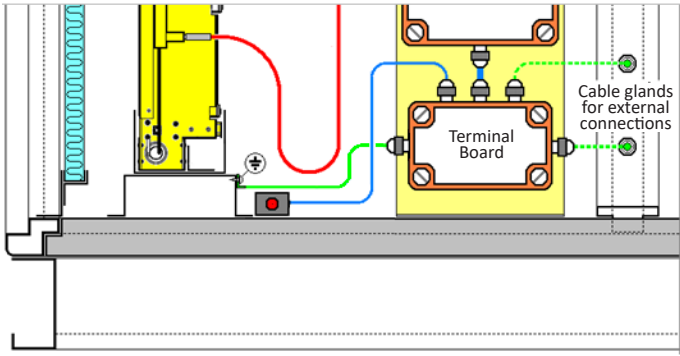 Cable glands
for external
connections
Terminal
Board